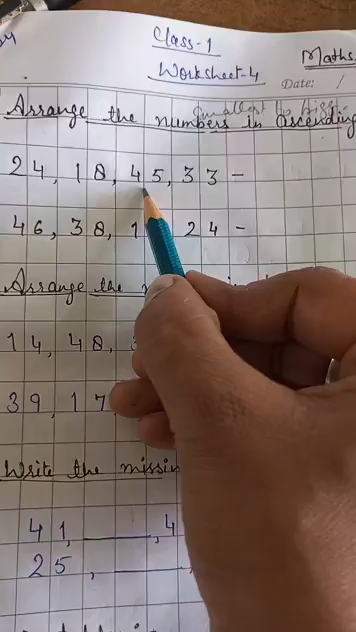 Class-1
Maths
Worksheet-4
Date: /
smallest to
Arrange the numbers in ascending
24, 18, 45, 33 -
46, 38, 1 24 -
Arrange the
14, 48,
39, 17
Write the missin
41, ____, 4
25, ____,